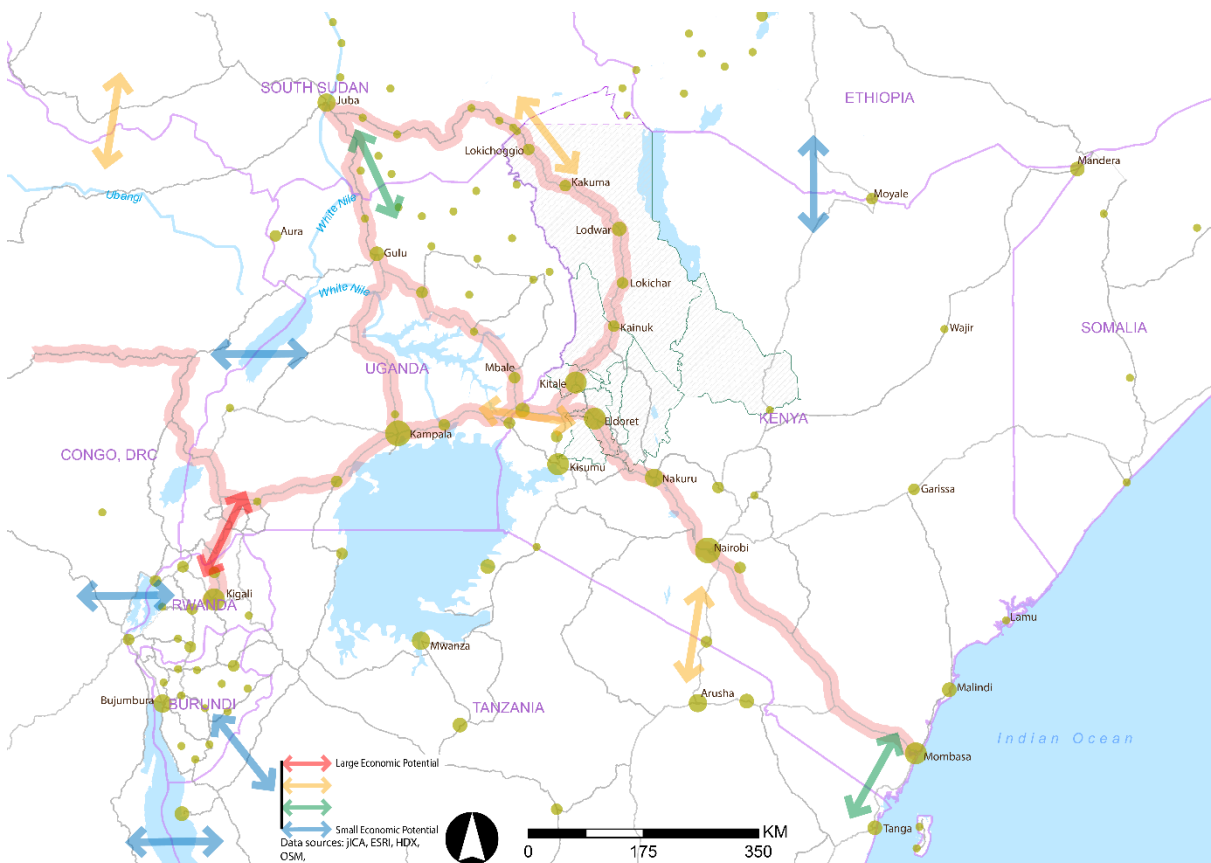 SOUTH SUDAN
Juba
ETHIOPIA
Lokichoggio
Mandera
Kakuma
Ubangi
White Nile
Moyale
Aura
Lodwar
Gulu
Lokichar
White Nile
Kainuk
Wajir
SOMALIA
UGANDA
Mbale
Kitale
Eldoret
KENYA
Kampala
CONGO, DRC
Kisumu
Nakuru
Garissa
Nairobi
Kigali
RWANDA
Lamu
Mwanza
Malindi
Arusha
Bujumbura
BURUNDI
TANZANIA
Indian Ocean
Mombasa
Large Economic Potential
Small Economic Potential
Tanga
Data sources: jICA, ESRI, HDX,
OSM,
KM
0 175 350